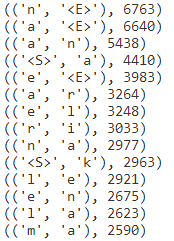 (('n', '<E>'), 6763)
(('a', '<E>'), 6640)
(('a', 'n'), 5438)
(('<S>', 'a'), 4410)
(('e', '<E>'), 3983)
(('a', 'r'), 3264)
(('e', 'l'), 3248)
(('r', 'i'), 3033)
(('n', 'a'), 2977)
(('<S>', 'k'), 2963)
(('l', 'e'), 2921)
(('e', 'n'), 2675)
(('l', 'a'), 2623)
(('m', 'a'), 2590)